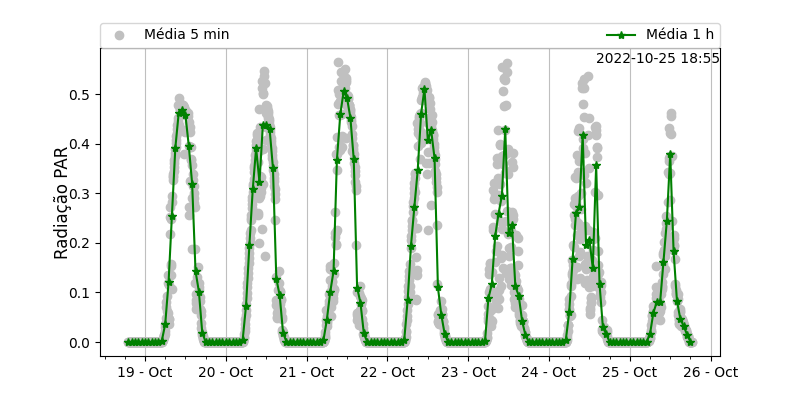 Média 5 min
Média 1 h
2022-10-25 18:55
Radiação PAR
0.5
0.4
0.3
0.2
0.1
0.0
19 - Oct
20 - Oct
21 - Oct
22 - Oct
23 - Oct
24 - Oct
25 - Oct
26 - Oct